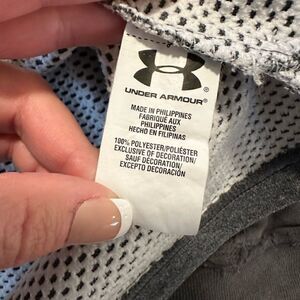 UNDER ARMOUR®
MADE IN PHILIPPINES
FABRIQUÉ AUX
PHILIPPINES
HECHO EN FILIPINAS
100% POLYESTER/POLIÉSTER
EXCLUSIVE OF DECORATION/
SAUF DÉCORATION/
EXCEPTO DECORACIÓN